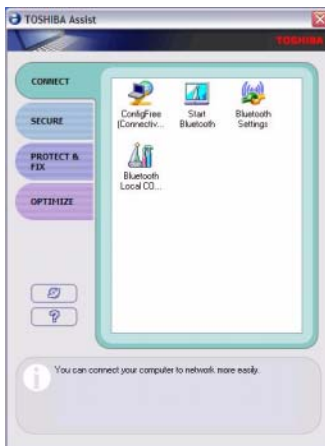 TOSHIBA Assist
TOSHIBA
CONNECT
SECURE
PROTECT &
FIX
OPTIMIZE
ConfigFree
(Connectiv...
Start
Bluetooth
Bluetooth
Settings
Bluetooth
Local CO...
?
i
You can connect your computer to network more easily.